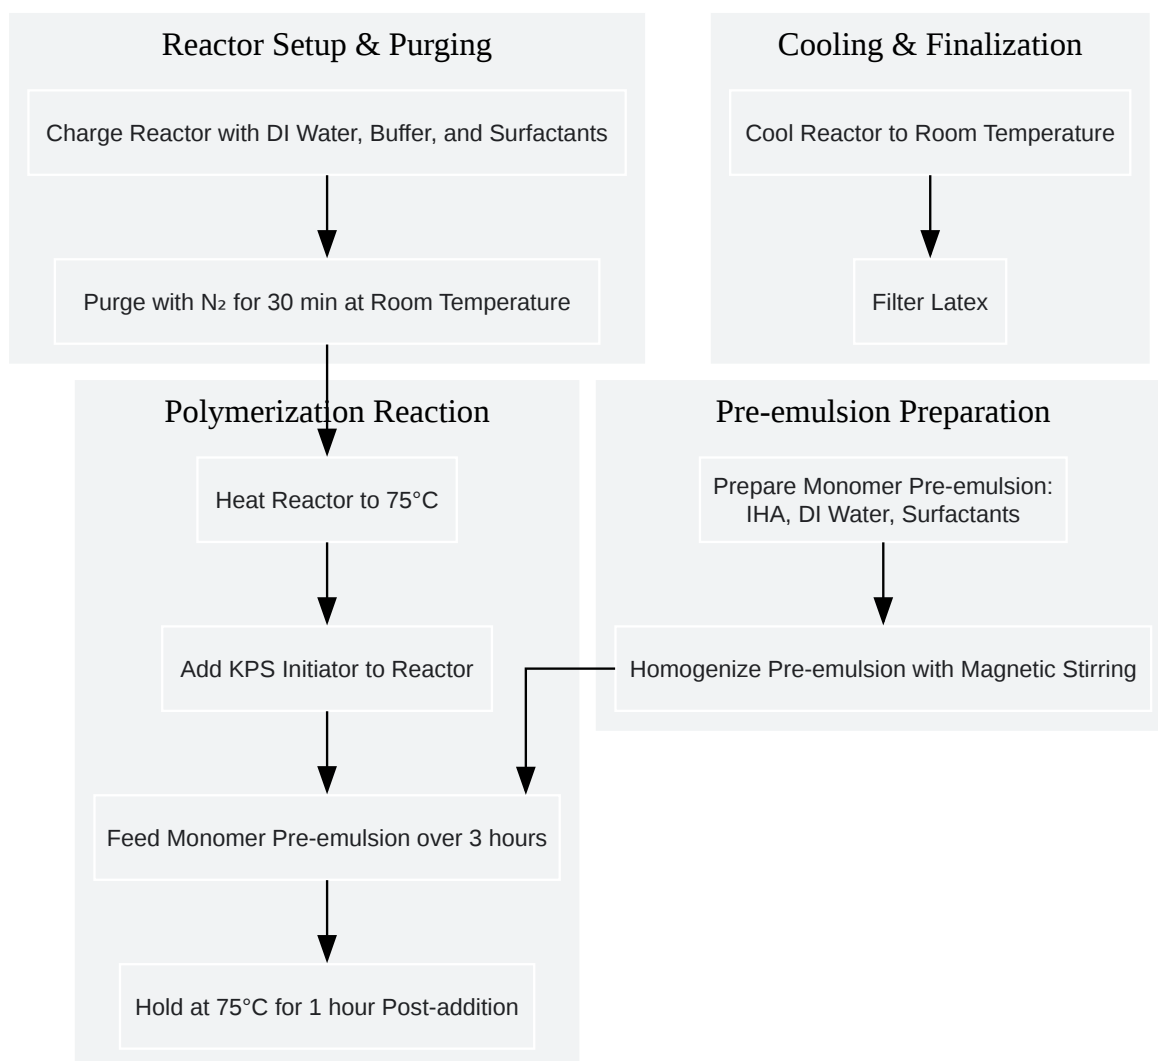 Reactor Setup & Purging
Charge Reactor with DI Water, Buffer, and Surfactants
Purge with N₂ for 30 min at Room Temperature
Cooling & Finalization
Cool Reactor to Room Temperature
Filter Latex
Polymerization Reaction
Heat Reactor to 75°C
Add KPS Initiator to Reactor
Feed Monomer Pre-emulsion over 3 hours
Hold at 75°C for 1 hour Post-addition
Pre-emulsion Preparation
Prepare Monomer Pre-emulsion:
IHA, DI Water, Surfactants
Homogenize Pre-emulsion with Magnetic Stirring